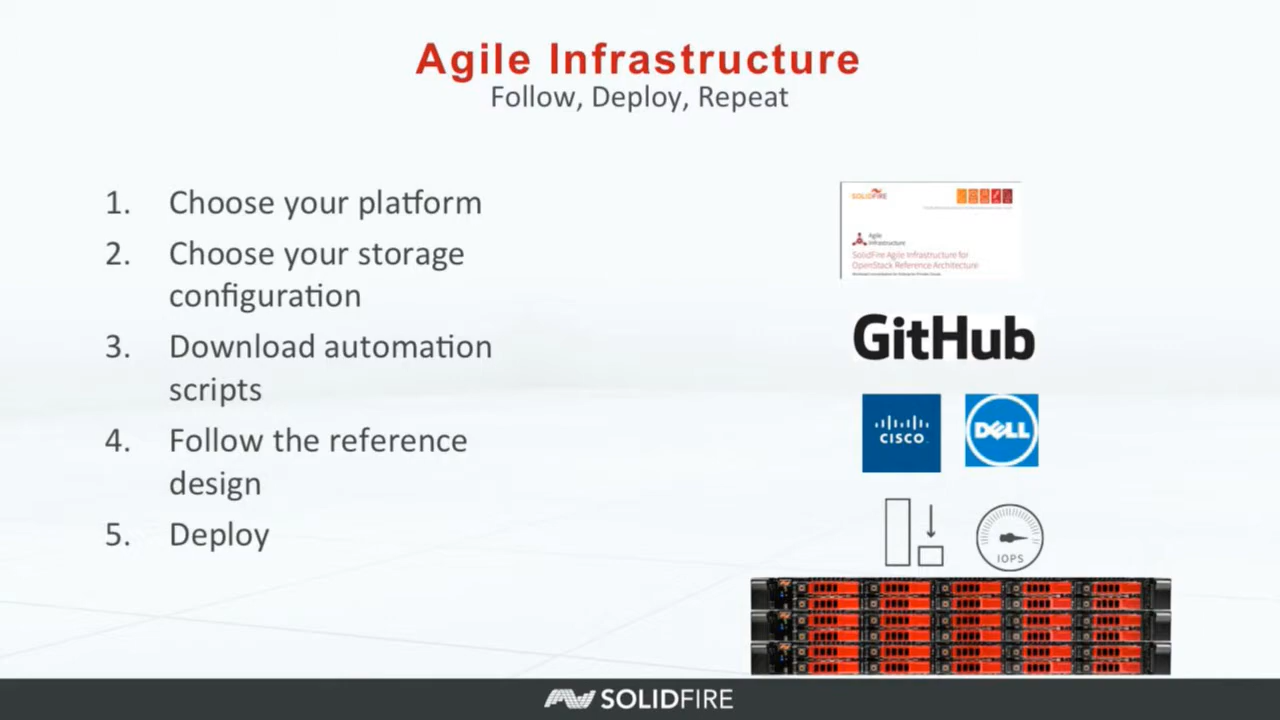 Agile Infrastructure
Follow, Deploy, Repeat
1. Choose your platform
2. Choose your storage
configuration
3. Download automation
scripts
4. Follow the reference
design
5. Deploy
SOLIDFIRE
Agile
Infrastructure
SolidFire Agile Infrastructure for
OpenStack Reference Architecture
GitHub
CISCO
DELL
IOPS
SOLIDFIRE